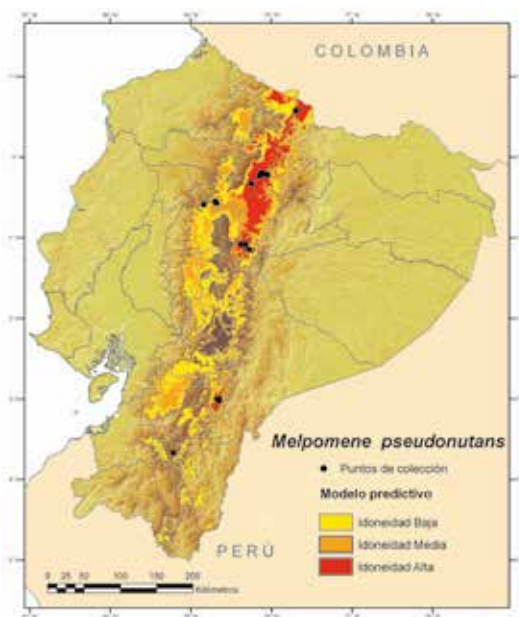 COLOMBIA
Melpomene pseudonutans
Puntos de colección
Modelo predictivo
Idoneidad Baja
Idoneidad Media
Idoneidad Alta
PERÚ
0 25 50 100 150 200
Kilómetros